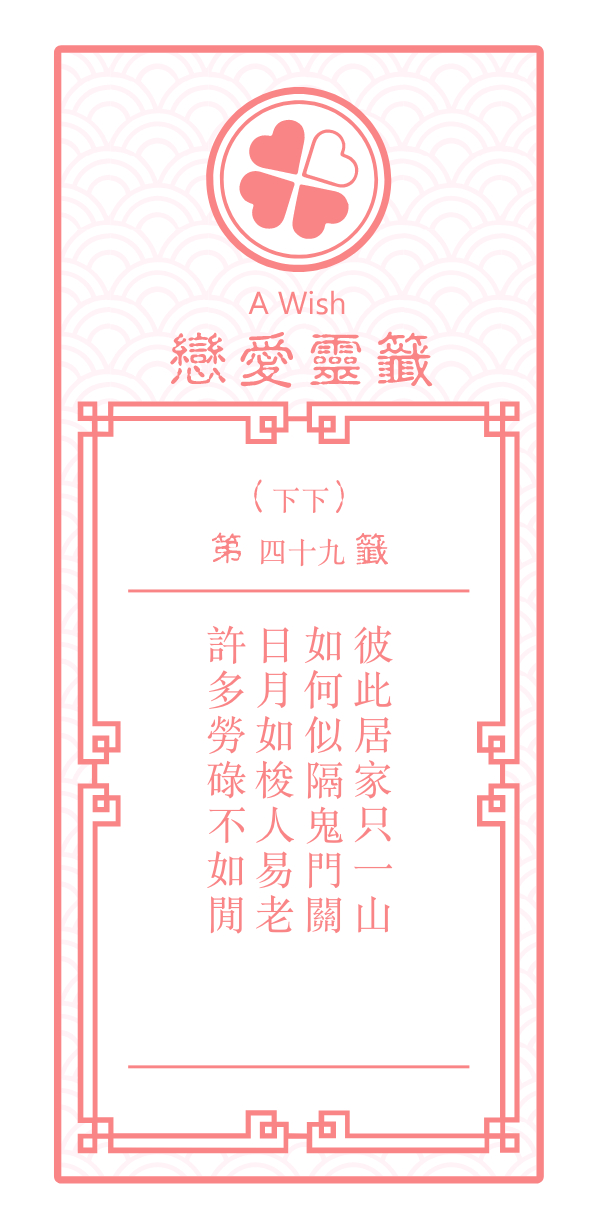 A Wish
戀愛靈籤
（下下）
第 四十九 籤
彼此居家只一山
如何似隔鬼門關
日月如梭人易老
許多勞碌不如閒